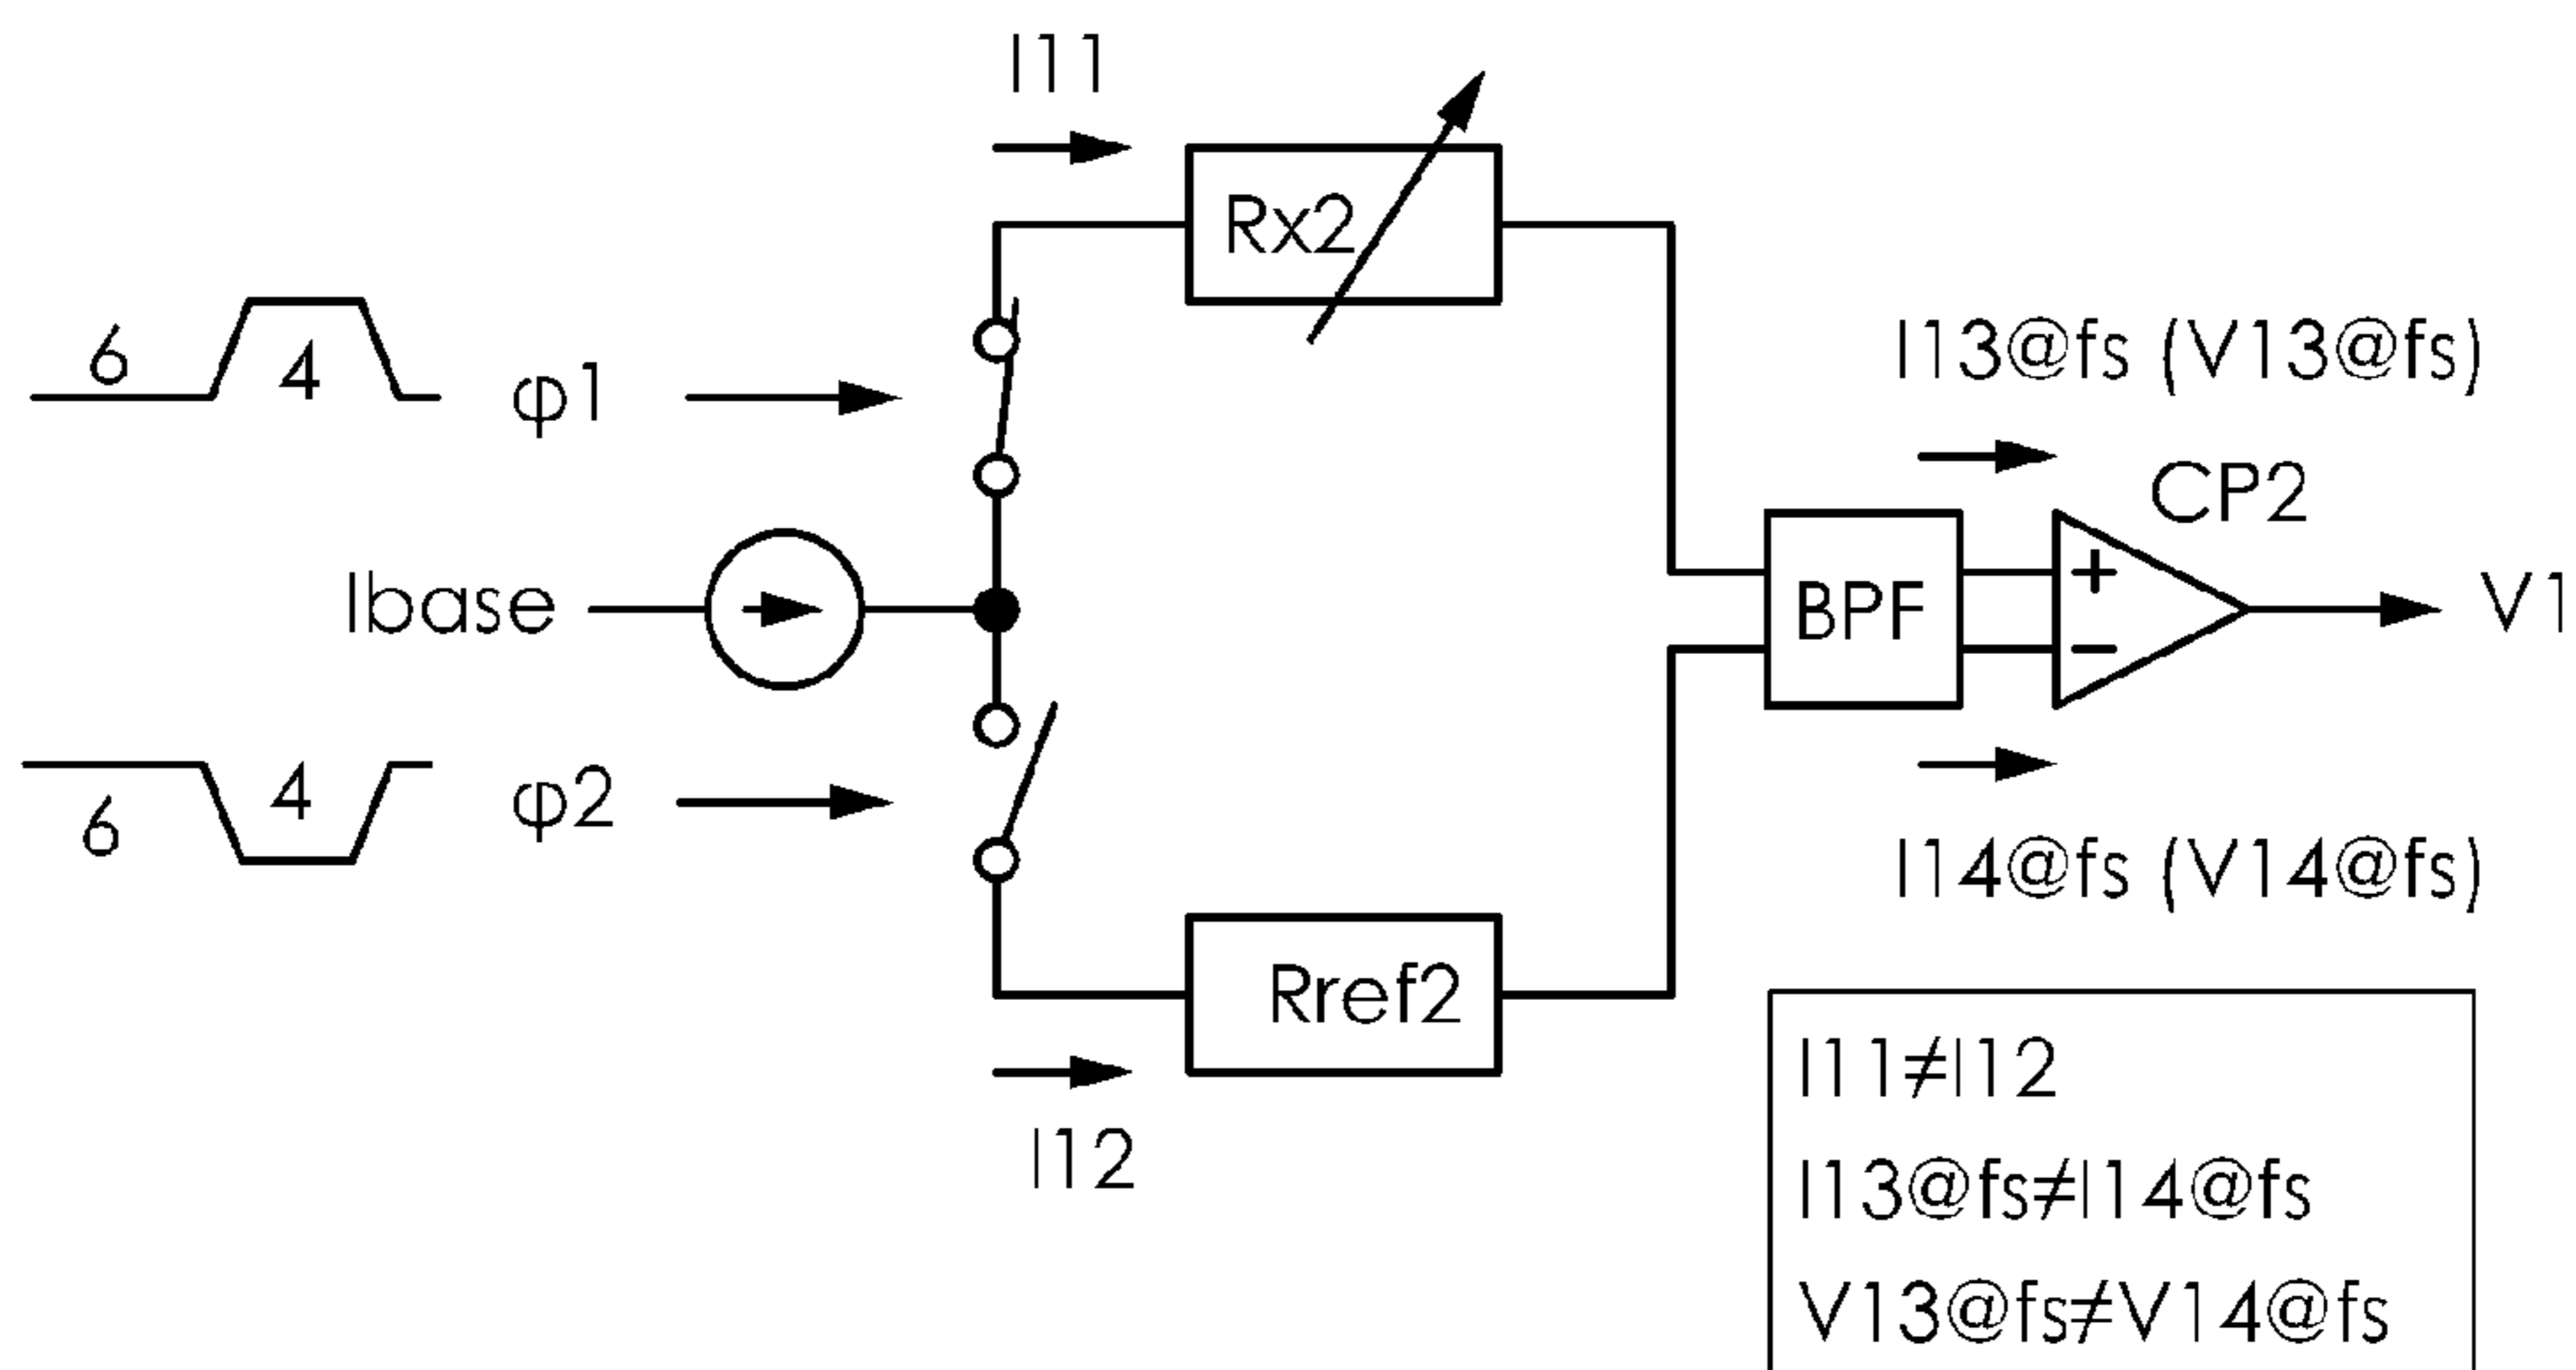 I11
Rx2
6
4
φ1
I13@fs (V13@fs)
CP2
Ibase
BPF
+
−
V1
6
4
φ2
I14@fs (V14@fs)
Rref2
I12
I11≠I12
I13@fs≠I14@fs
V13@fs≠V14@fs